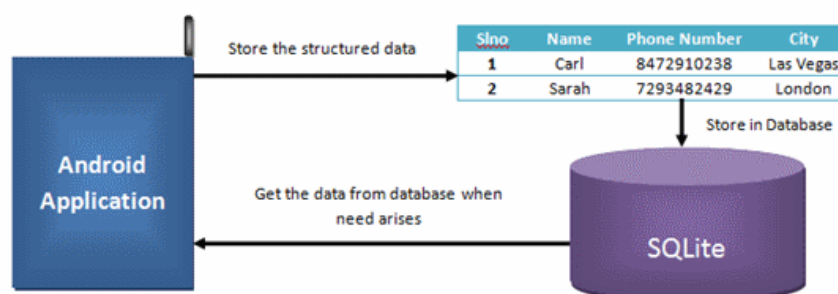 Store the structured data
Slno Name Phone Number City
1 Carl 8472910238 Las Vegas
2 Sarah 7293482429 London
Store in Database
Android
Application
Get the data from database when
need arises
SQLite